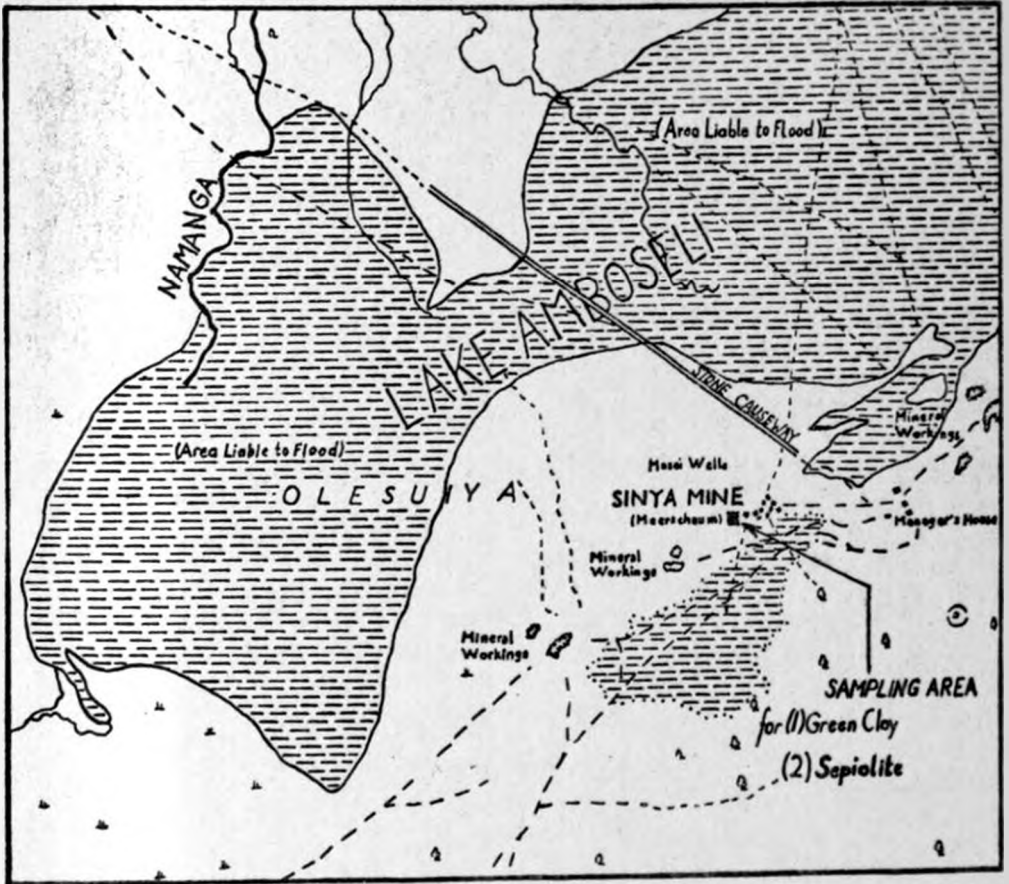 (Area Liable to Flood)
NAMANGA
LAKE AMBOSELI
STONE CAUSEWAY
Mineral
Workings
(Area Liable to Flood)
OLESUIYA
Masai Wells
SINYA MINE
(Meerschaum)
Manager's House
Mineral
Workings
Mineral
Workings
SAMPLING AREA
for (1) Green Clay
(2) Sepiolite